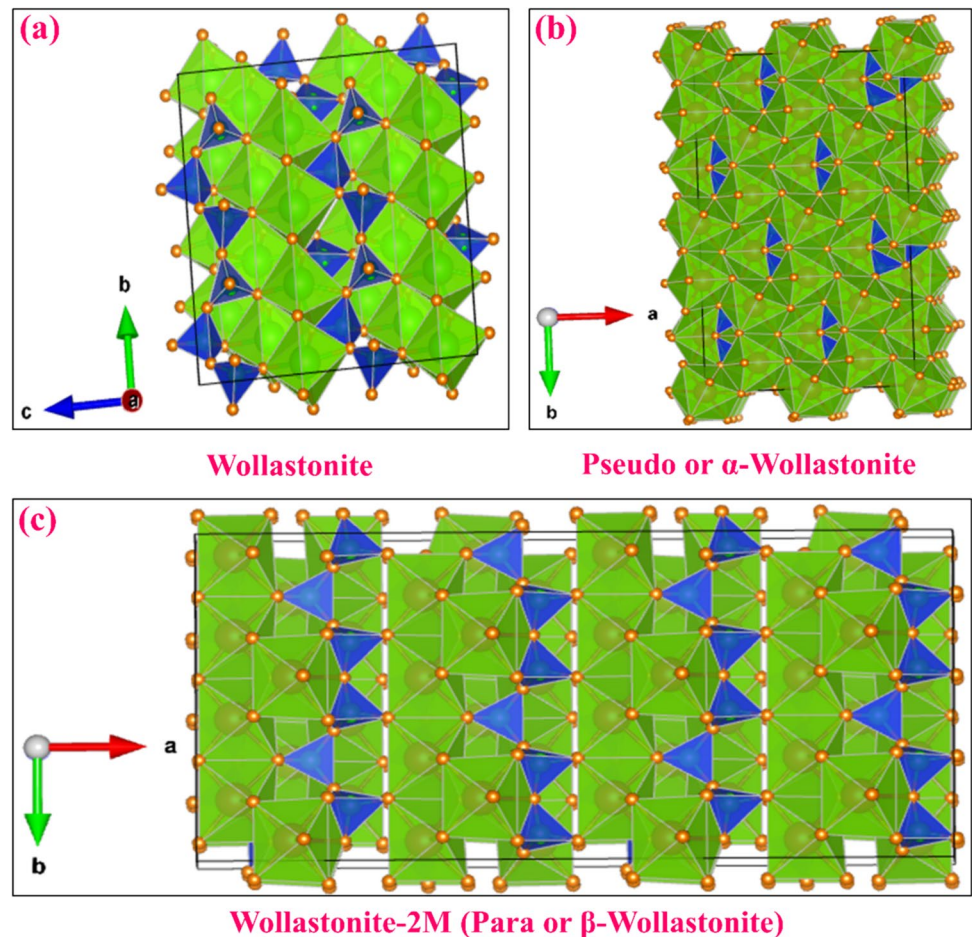 (a)
b
c
a
Wollastonite
(b)
a
b
Pseudo or α-Wollastonite
(c)
a
b
Wollastonite-2M (Para or β-Wollastonite)